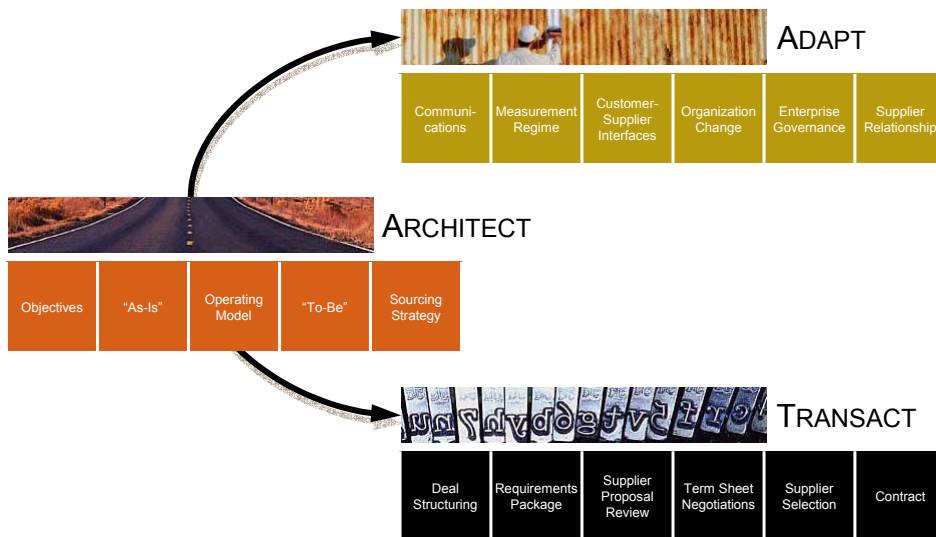 ADAPT
Communi-
cations
Measurement
Regime
Customer-
Supplier
Interfaces
Organization
Change
Enterprise
Governance
Supplier
Relationship
ARCHITECT
Objectives
“As-Is”
Operating
Model
“To-Be”
Sourcing
Strategy
TRANSACT
Deal
Structuring
Requirements
Package
Supplier
Proposal
Review
Term Sheet
Negotiations
Supplier
Selection
Contract